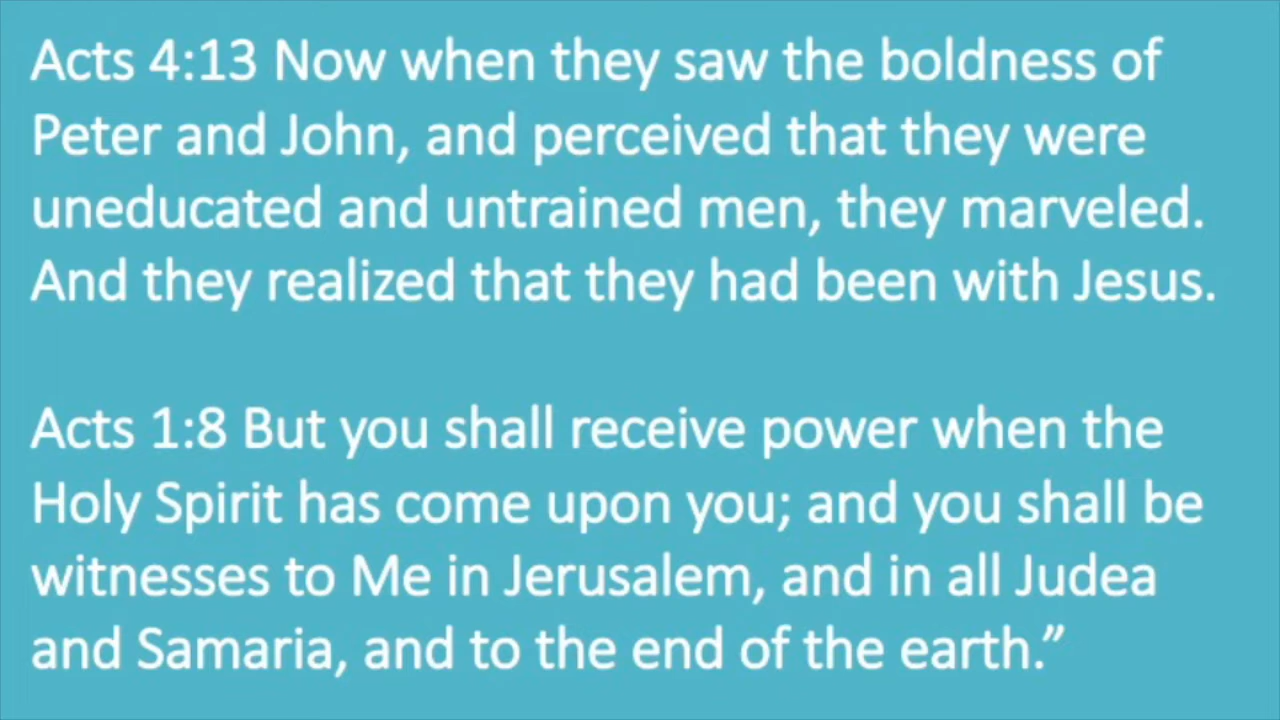 Acts 4:13 Now when they saw the boldness of
Peter and John, and perceived that they were
uneducated and untrained men, they marveled.
And they realized that they had been with Jesus.
Acts 1:8 But you shall receive power when the
Holy Spirit has come upon you; and you shall be
witnesses to Me in Jerusalem, and in all Judea
and Samaria, and to the end of the earth.”